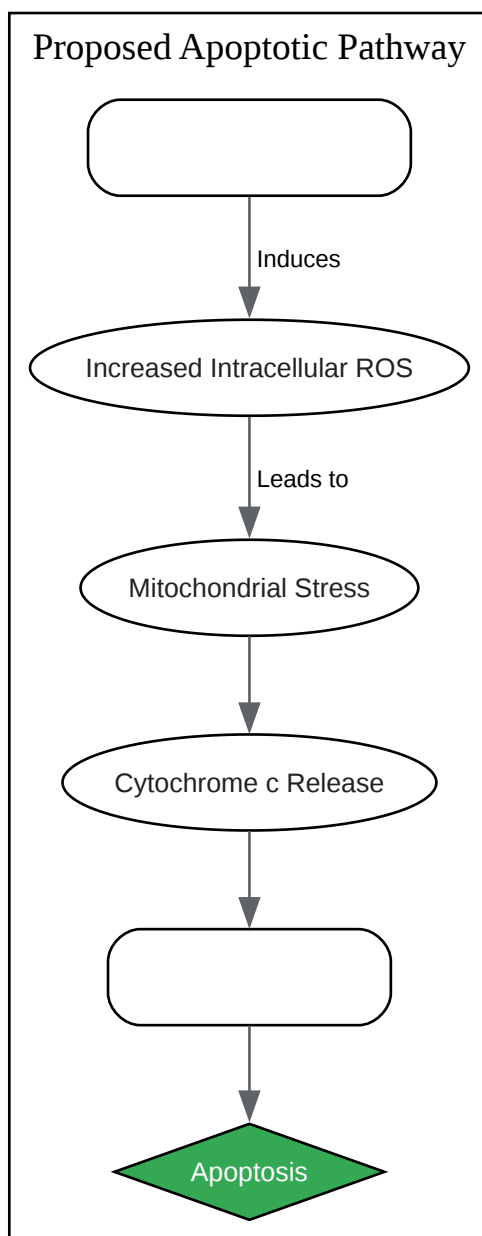 Proposed Apoptotic Pathway
Induces
Increased Intracellular ROS
Leads to
Mitochondrial Stress
Cytochrome c Release
Apoptosis